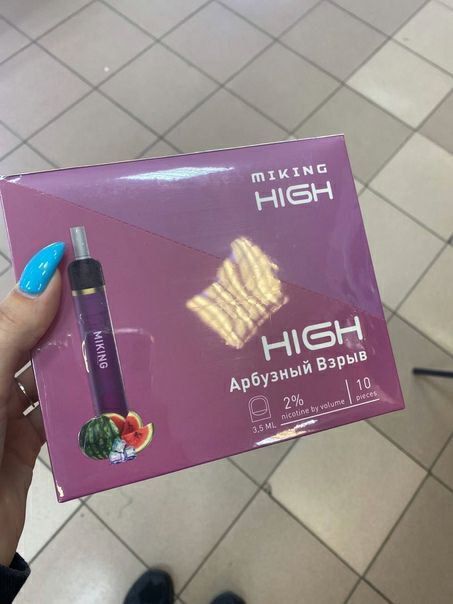 MIKING
HIGH
MIKING
HIGH
Арбузный Взрыв
3,5 ML
2%
nicotine by volume
10
pieces